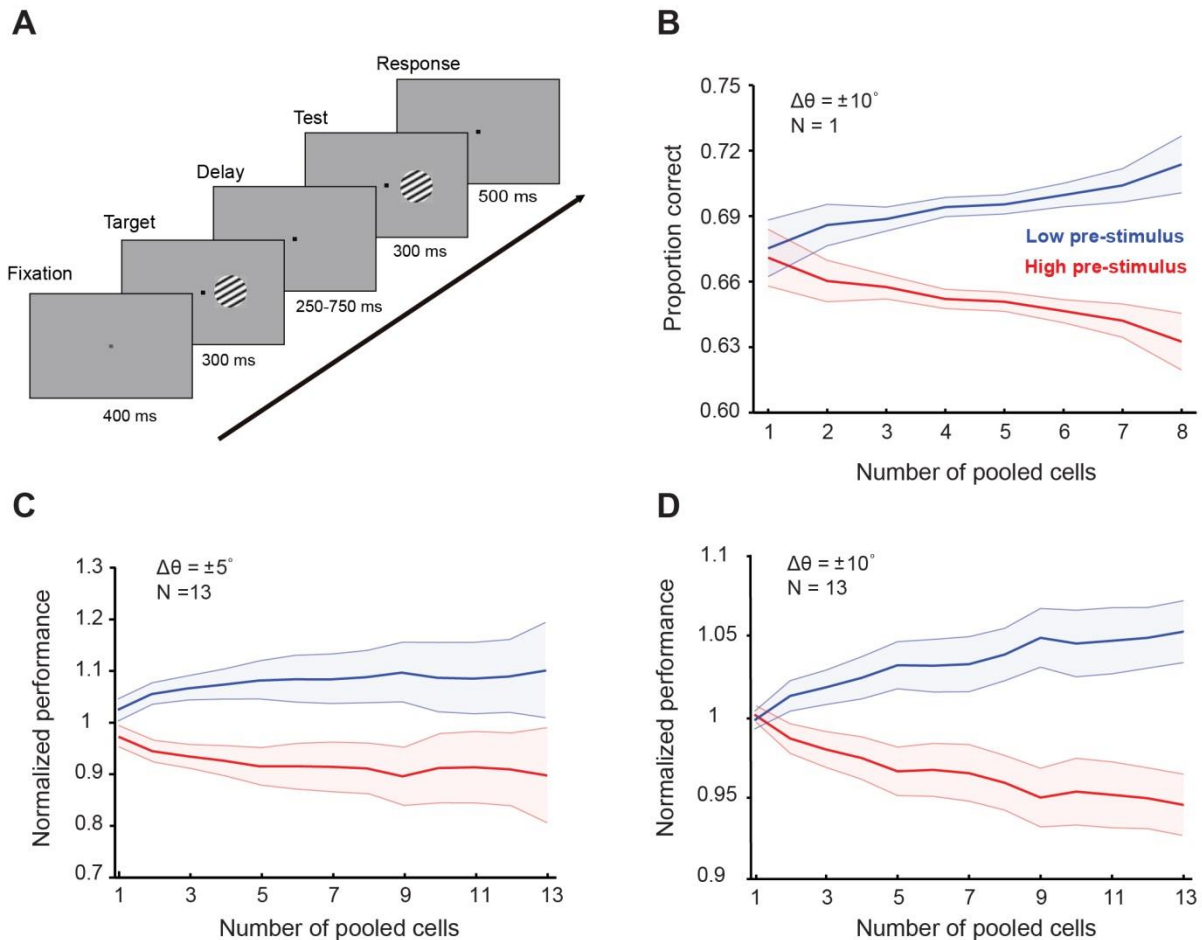 A
Fixation
400 ms
Target
300 ms
Delay
250-750 ms
Test
300 ms
Response
500 ms
B
Δθ = ±10°
N = 1
Proportion correct
0.75
0.72
0.69
0.66
0.63
0.60
Low pre-stimulus
High pre-stimulus
1 2 3 4 5 6 7 8
Number of pooled cells
C
Δθ = ±5°
N =13
Normalized performance
1.3
1.2
1.1
1
0.9
0.8
0.7
1 3 5 7 9 11 13
Number of pooled cells
D
Δθ = ±10°
N = 13
Normalized performance
1.1
1.05
1
0.95
0.9
1 3 5 7 9 11 13
Number of pooled cells